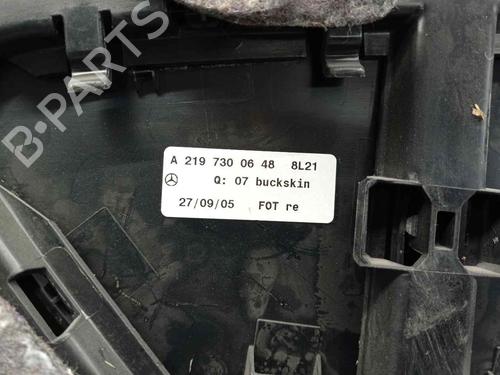 B-PARTS
A 219 730 06 48 8L21
Q: 07 buckskin
27/09/05 FOT re